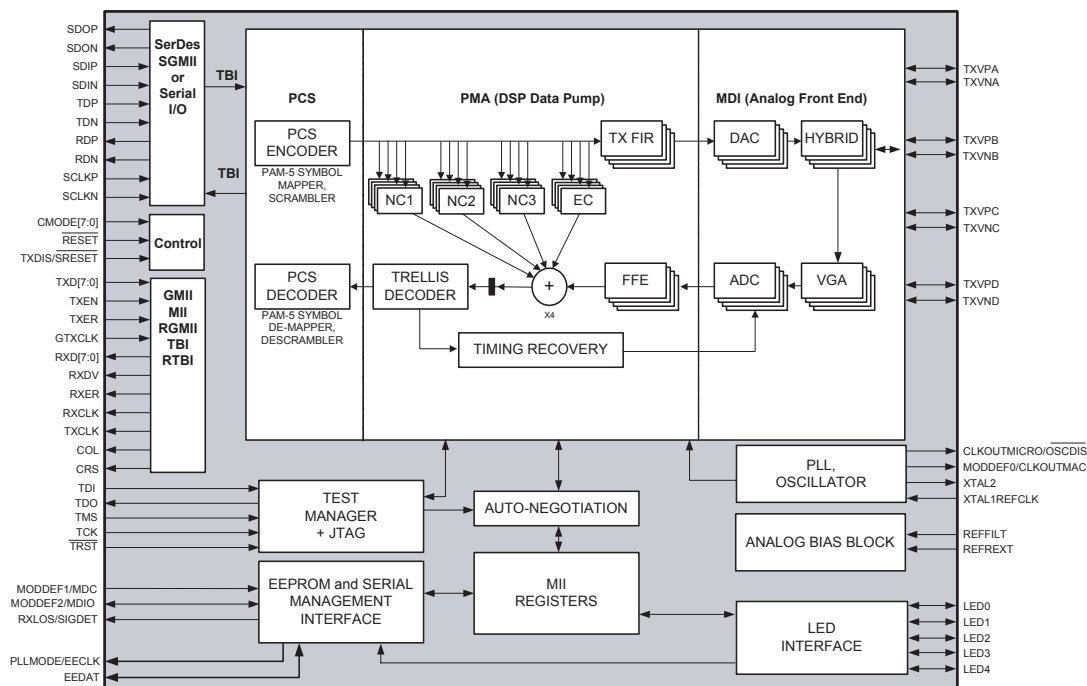 SDOP
SDON
SDIP
SDIN
TDP
TDN
RDP
RDN
SCLKP
SCLKN
CMODE[7:0]
RESET
TXDIS/SRESET
TXD[7:0]
TXEN
TXER
GTXCLK
RXD[7:0]
RXDV
RXER
RXCLK
TXCLK
COL
CRS
TDI
TDO
TMS
TCK
TRST
MODDEF1/MDC
MODDEF2/MDIO
RXLOS/SIGDET
PLLMODE/EECLK
EEDAT
SerDes
SGMII
or
Serial
I/O
Control
GMII
MII
RGMII
TBI
RTBI
TBI
TBI
PCS
PCS
ENCODER
PAM-5 SYMBOL
MAPPER,
SCRAMBLER
PCS
DECODER
PAM-5 SYMBOL
DE-MAPPER,
DESCRAMBLER
PMA (DSP Data Pump)
TX FIR
NC1
NC2
NC3
EC
TRELLIS
DECODER
+
X4
FFE
TIMING RECOVERY
MDI (Analog Front End)
DAC
HYBRID
ADC
VGA
TEST
MANAGER
+ JTAG
AUTO-NEGOTIATION
PLL,
OSCILLATOR
ANALOG BIAS BLOCK
EEPROM and SERIAL
MANAGEMENT
INTERFACE
MII
REGISTERS
LED
INTERFACE
TXVPA
TXVNA
TXVPB
TXVNB
TXVPC
TXVNC
TXVPD
TXVND
CLKOUTMICRO/OSCDIS
MODDEF0/CLKOUTMAC
XTAL2
XTAL1REFCLK
REFFILT
REFREXT
LED0
LED1
LED2
LED3
LED4